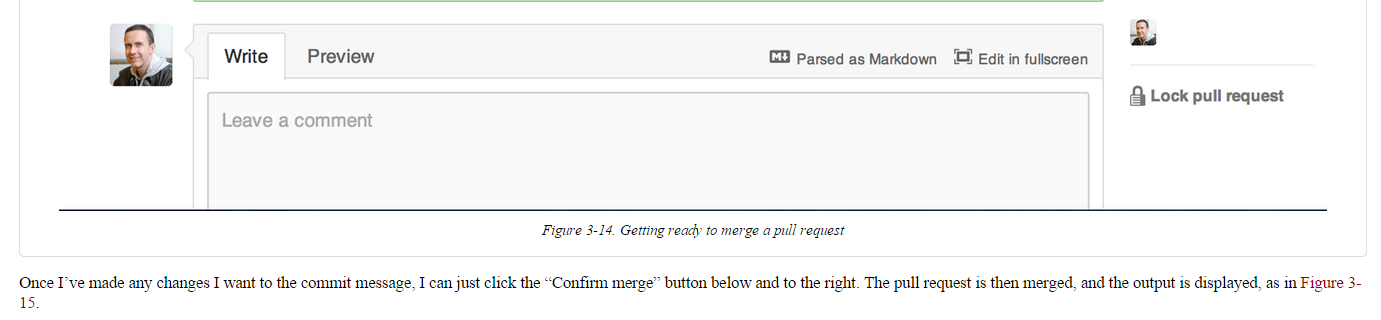 Write
Preview
M↓ Parsed as Markdown
Edit in fullscreen
Lock pull request
Leave a comment
Figure 3-14. Getting ready to merge a pull request
Once I’ve made any changes I want to the commit message, I can just click the “Confirm merge” button below and to the right. The pull request is then merged, and the output is displayed, as in Figure 3-
15.